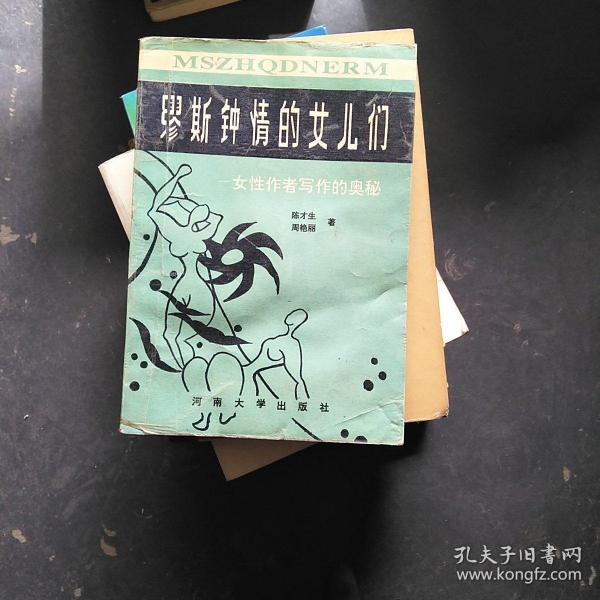 MSZHQDNERM
缪斯钟情的女儿们
—女性作者写作的奥秘
陈才生
周艳丽
著
河南大学出版社
孔夫子旧书网
www.kongfz.com